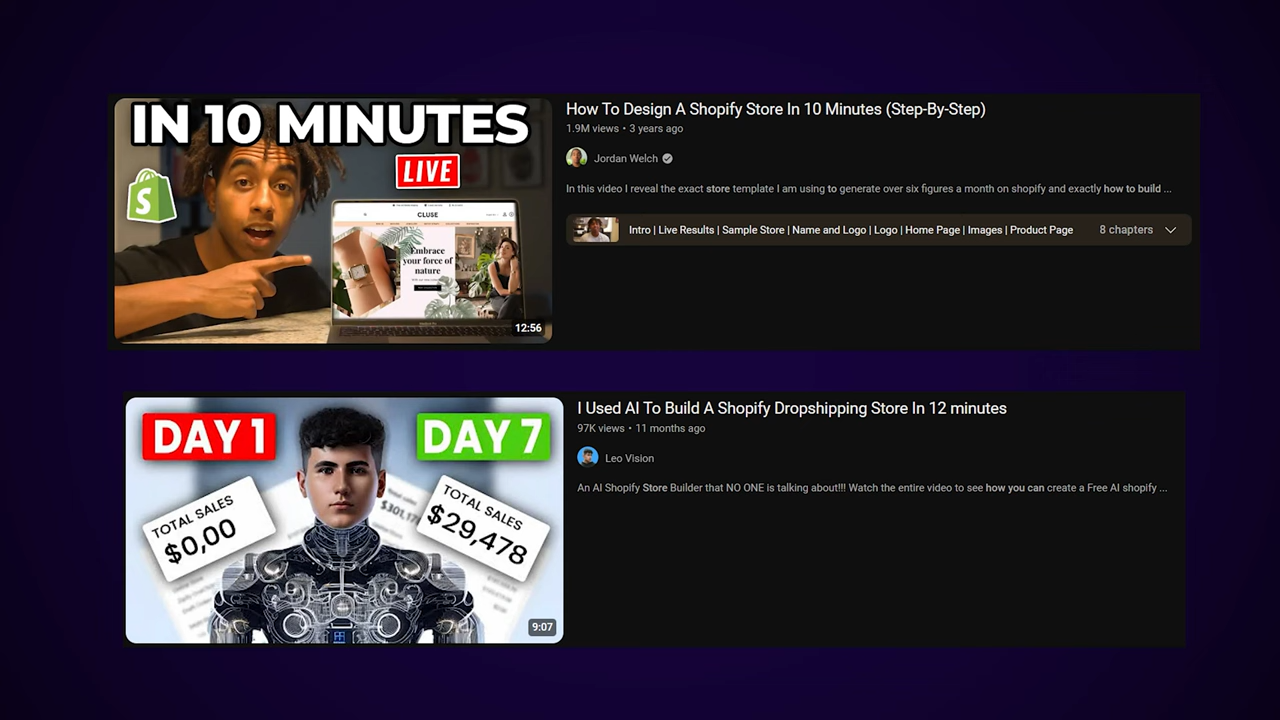 IN 10 MINUTES
LIVE
S
CLUSE
Embrace
your force of
nature
12:56
How To Design A Shopify Store In 10 Minutes (Step-By-Step)
1.9M views • 3 years ago
Jordan Welch
In this video I reveal the exact store template I am using to generate over six figures a month on shopify and exactly how to build ...
Intro | Live Results | Sample Store | Name and Logo | Logo | Home Page | Images | Product Page
8 chapters
DAY 1
DAY 7
TOTAL SALES
$0,00
TOTAL SALES
$29,478
9:07
I Used AI To Build A Shopify Dropshipping Store In 12 minutes
97K views • 11 months ago
Leo Vision
An AI Shopify Store Builder that NO ONE is talking about!!! Watch the entire video to see how you can create a Free AI shopify ...